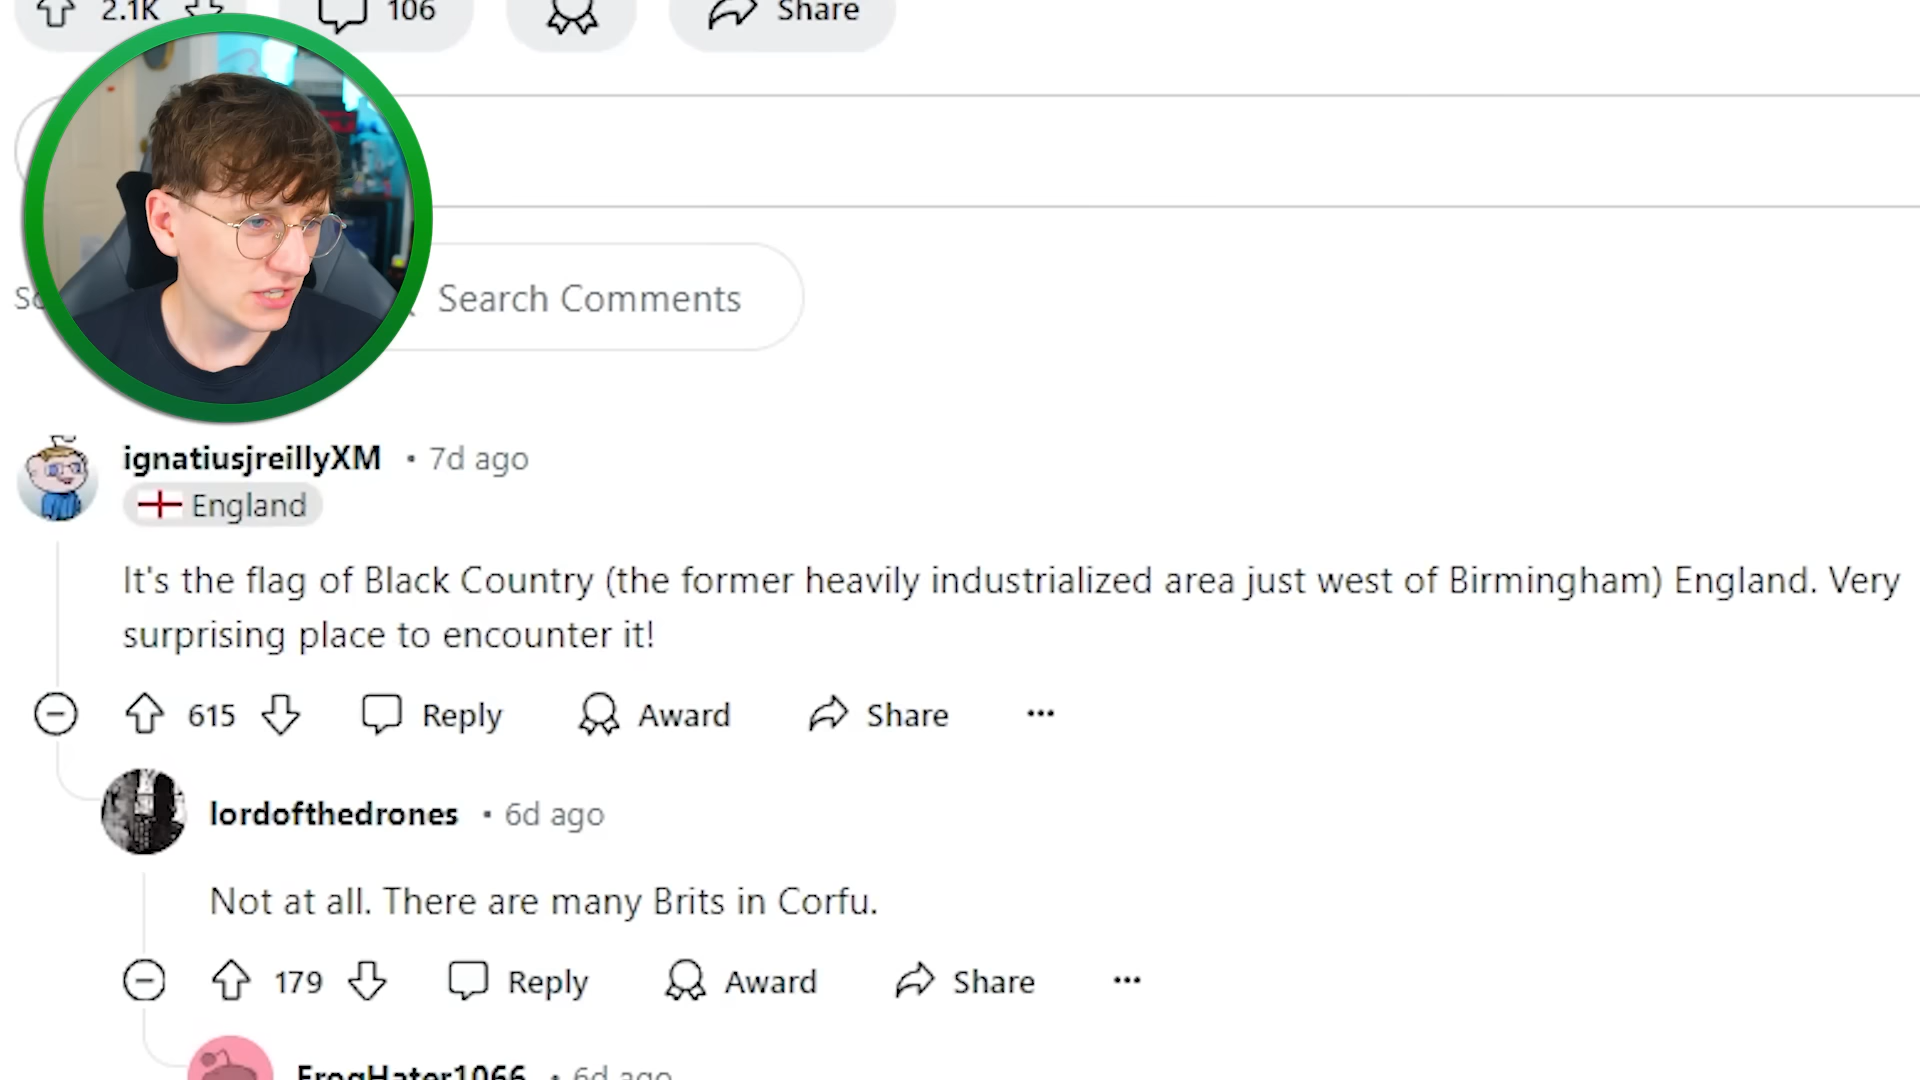 2.1K 106 Share
Search Comments
ignatiusjreillyXM • 7d ago
England
It's the flag of Black Country (the former heavily industrialized area just west of Birmingham) England. Very
surprising place to encounter it!
615 Reply Award Share ...
lordofthedrones • 6d ago
Not at all. There are many Brits in Corfu.
179 Reply Award Share ...
FrogHater1066 • 6d ago